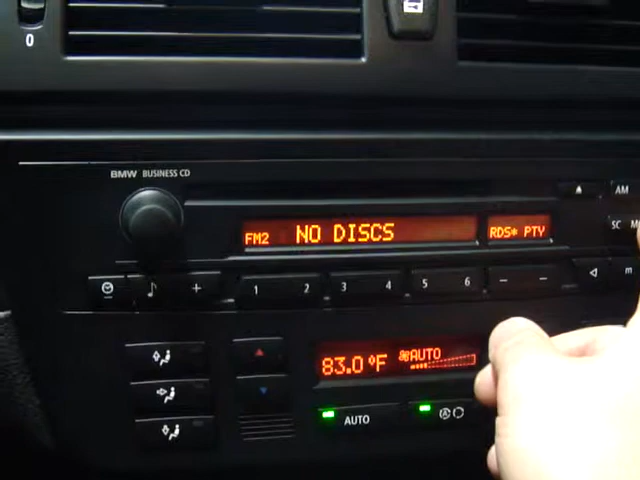 0
BMW BUSINESS CD
AM
FM2 NO DISCS RDS* PTY
SC
+ 1 2 3 4 5 6 - -
83.0°F AUTO
AUTO A